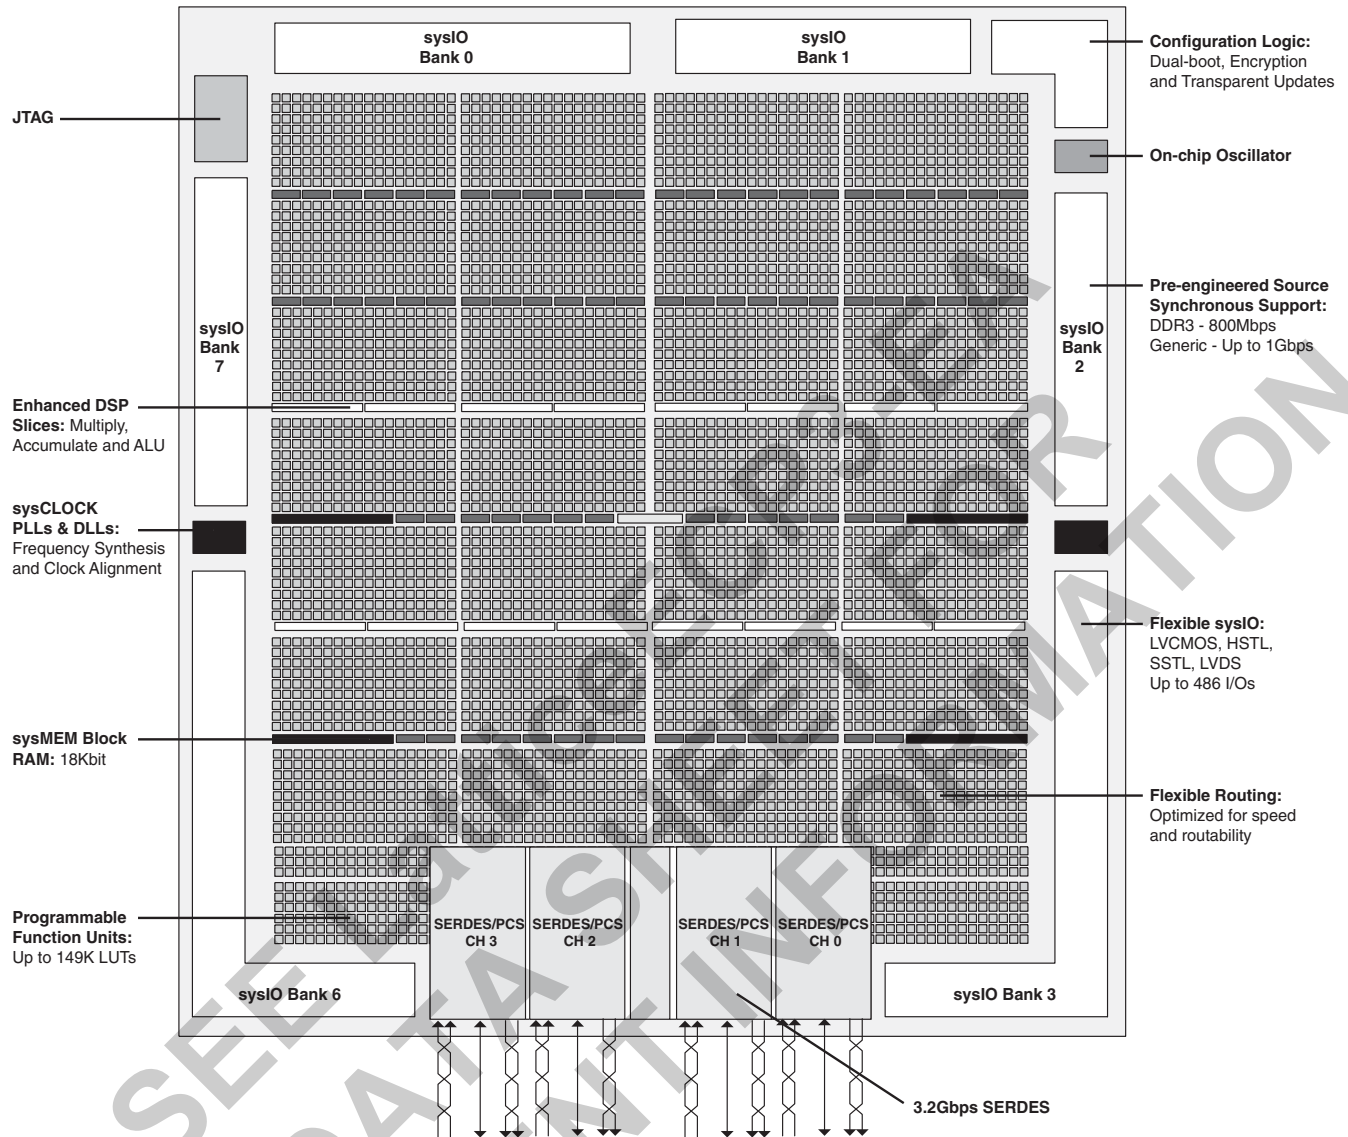 sysIO
Bank 0
sysIO
Bank 1
Configuration Logic:
Dual-boot, Encryption
and Transparent Updates
JTAG
On-chip Oscillator
sysIO
Bank
7
sysIO
Bank
2
Pre-engineered Source
Synchronous Support:
DDR3 - 800Mbps
Generic - Up to 1Gbps
Enhanced DSP
Slices: Multiply,
Accumulate and ALU
sysCLOCK
PLLs & DLLs:
Frequency Synthesis
and Clock Alignment
Flexible sysIO:
LVCMOS, HSTL,
SSTL, LVDS
Up to 486 I/Os
sysMEM Block
RAM: 18Kbit
Flexible Routing:
Optimized for speed
and routability
Programmable
Function Units:
Up to 149K LUTs
SERDES/PCS
CH 3
SERDES/PCS
CH 2
SERDES/PCS
CH 1
SERDES/PCS
CH 0
sysIO Bank 6
sysIO Bank 3
3.2Gbps SERDES
SEE LatticeECP3-EA
DATA SHEET FOR
ENT INFORMATION